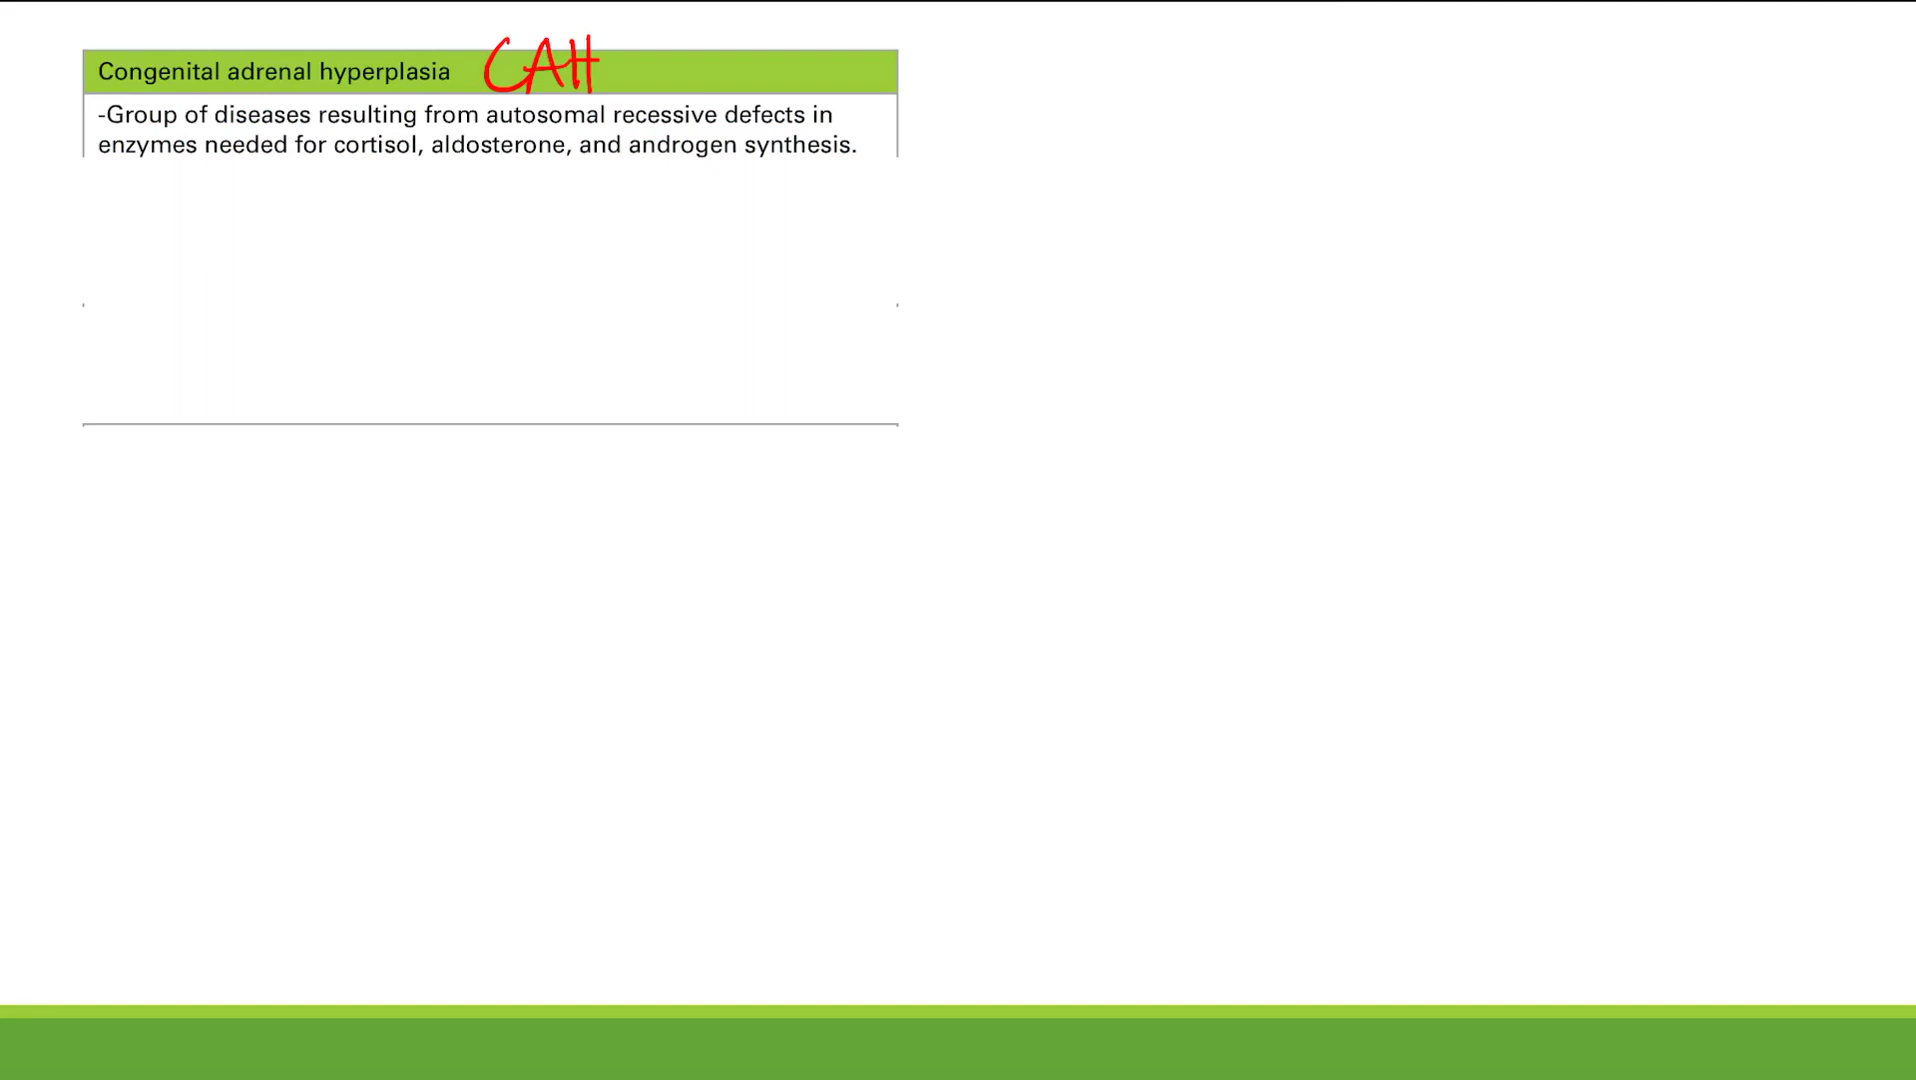 Congenital adrenal hyperplasia CAH
-Group of diseases resulting from autosomal recessive defects in
enzymes needed for cortisol, aldosterone, and androgen synthesis.